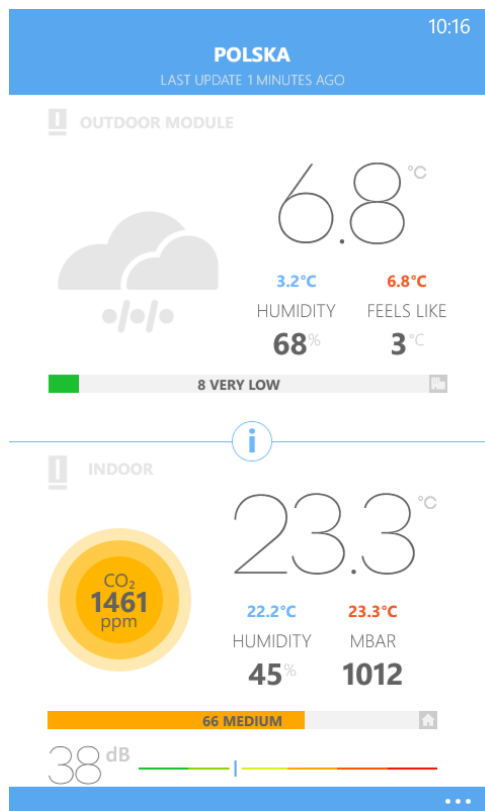 10:16
POLSKA
LAST UPDATE 1 MINUTES AGO
OUTDOOR MODULE
6.8 °C
3.2°C 6.8°C
HUMIDITY FEELS LIKE
68% 3°C
8 VERY LOW
i
INDOOR
23.3 °C
CO₂
1461
ppm
22.2°C 23.3°C
HUMIDITY MBAR
45% 1012
66 MEDIUM
38 dB